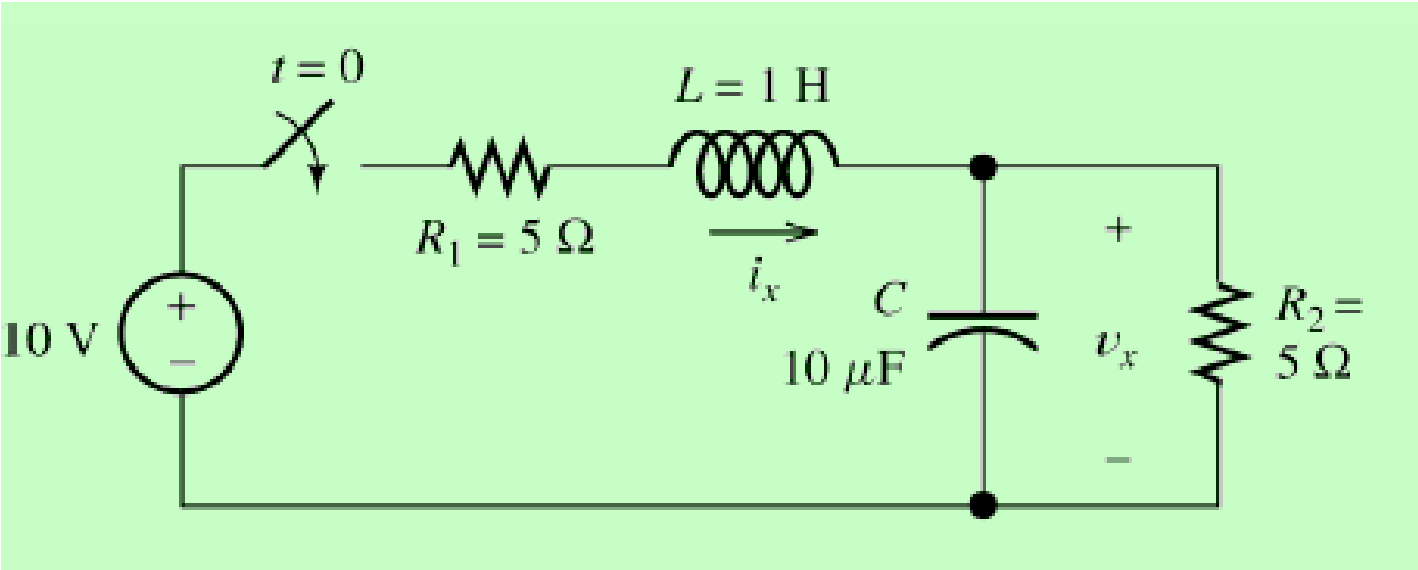 t = 0
L = 1 H
R₁ = 5 Ω
iₓ
+
−
10 V
C
10 μF
+
vₓ
−
R₂ =
5 Ω